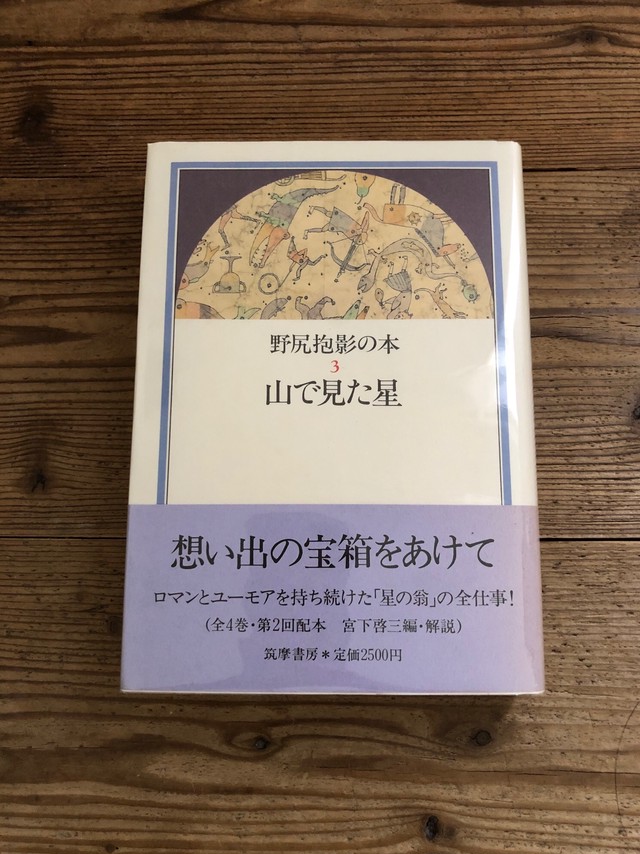 野尻抱影の本
3
山で見た星
想い出の宝箱をあけて
ロマンとユーモアを持ち続けた「星の翁」の全仕事!
(全4巻・第2回配本 宮下啓三編・解説)
筑摩書房*定価2500円